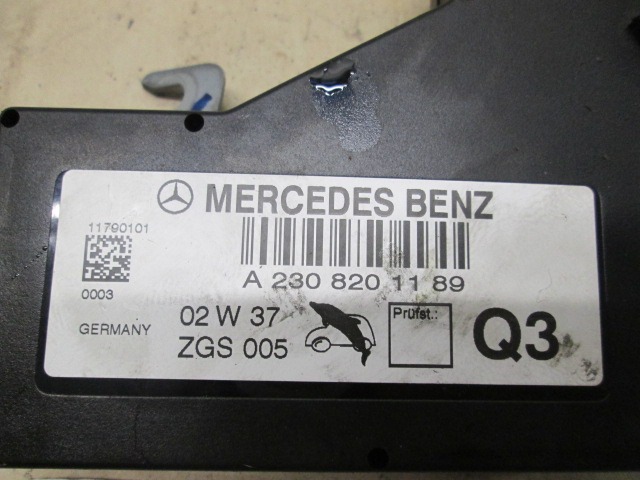 MERCEDES BENZ
11790101
A 230 820 11 89
0003
02 W 37
Prüfst.:
Q3
GERMANY
ZGS 005